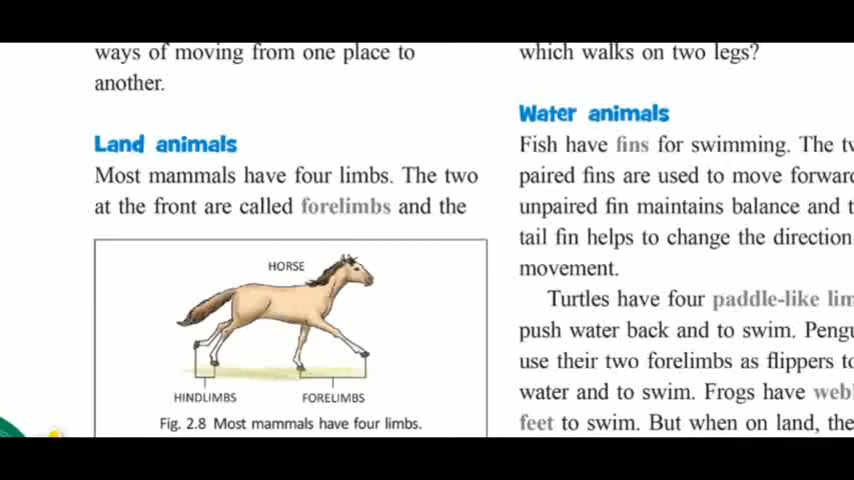 ways of moving from one place to
another.
Land animals
Most mammals have four limbs. The two
at the front are called forelimbs and the
HORSE
HINDLIMBS
FORELIMBS
Fig. 2.8 Most mammals have four limbs.
which walks on two legs?
Water animals
Fish have fins for swimming. The
paired fins are used to move
unpaired fin maintains balance and
tail fin helps to change the direction
movement.
Turtles have four paddle-like
push water back and to swim.
use their two forelimbs as flippers
water and to swim. Frogs have
feet to swim. But when on land,